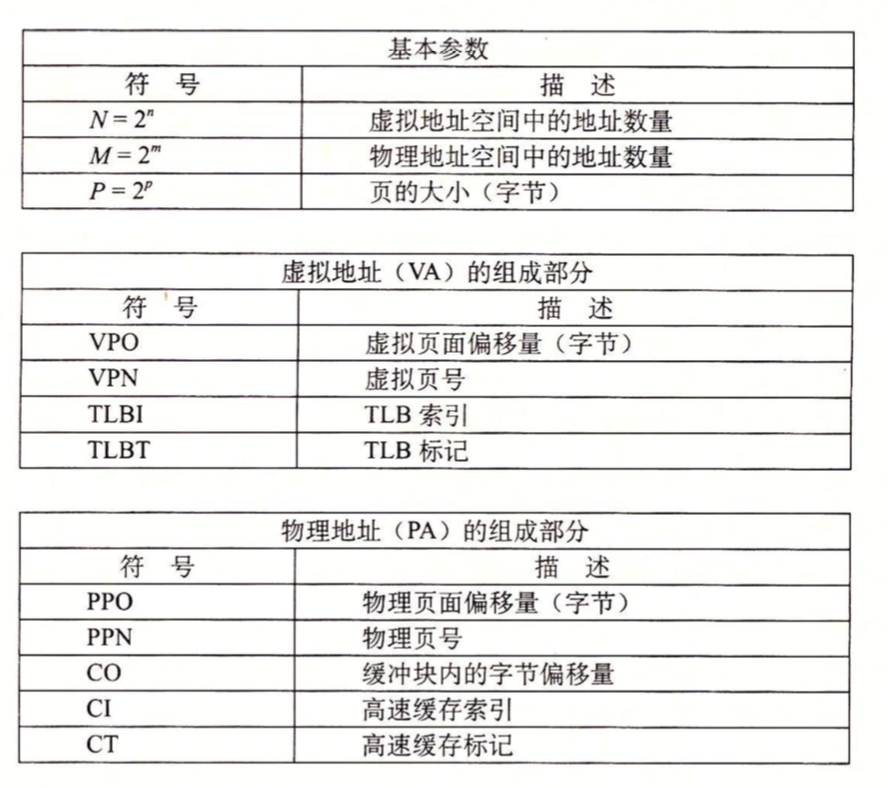 基本参数
符 号 描 述
N = 2ⁿ 虚拟地址空间中的地址数量
M = 2ᵐ 物理地址空间中的地址数量
P = 2ᵖ 页的大小（字节）
虚拟地址（VA）的组成部分
符 号 描 述
VPO 虚拟页面偏移量（字节）
VPN 虚拟页号
TLBI TLB 索引
TLBT TLB 标记
物理地址（PA）的组成部分
符 号 描 述
PPO 物理页面偏移量（字节）
PPN 物理页号
CO 缓冲块内的字节偏移量
CI 高速缓存索引
CT 高速缓存标记